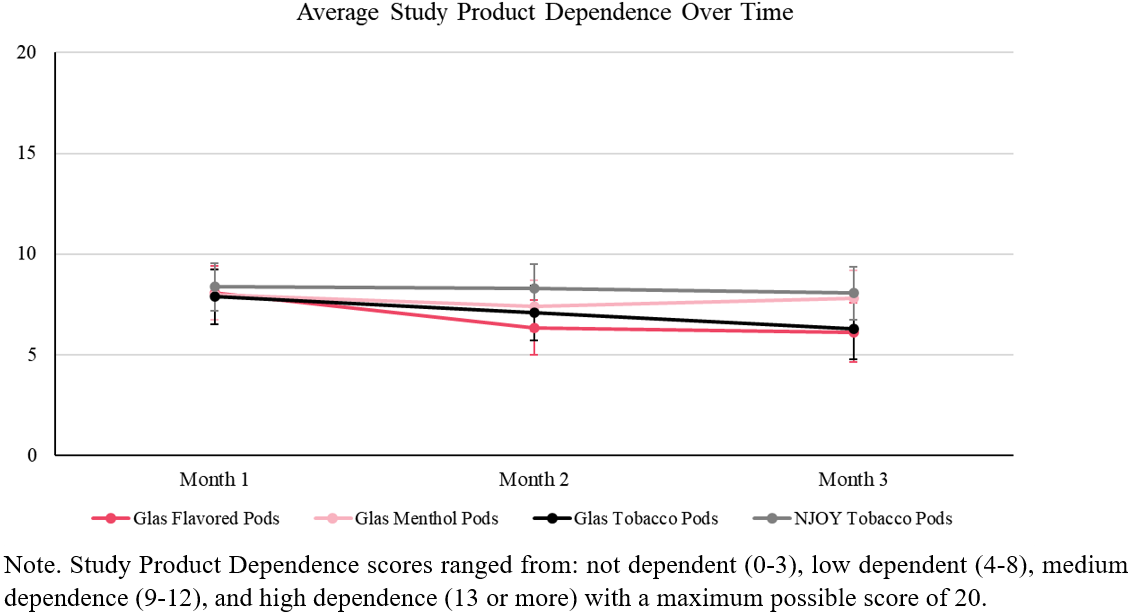 Average Study Product Dependence Over Time
20
15
10
5
0
Month 1 Month 2 Month 3
Glas Flavored Pods Glas Menthol Pods Glas Tobacco Pods NJOY Tobacco Pods
Note. Study Product Dependence scores ranged from: not dependent (0-3), low dependent (4-8), medium
dependence (9-12), and high dependence (13 or more) with a maximum possible score of 20.